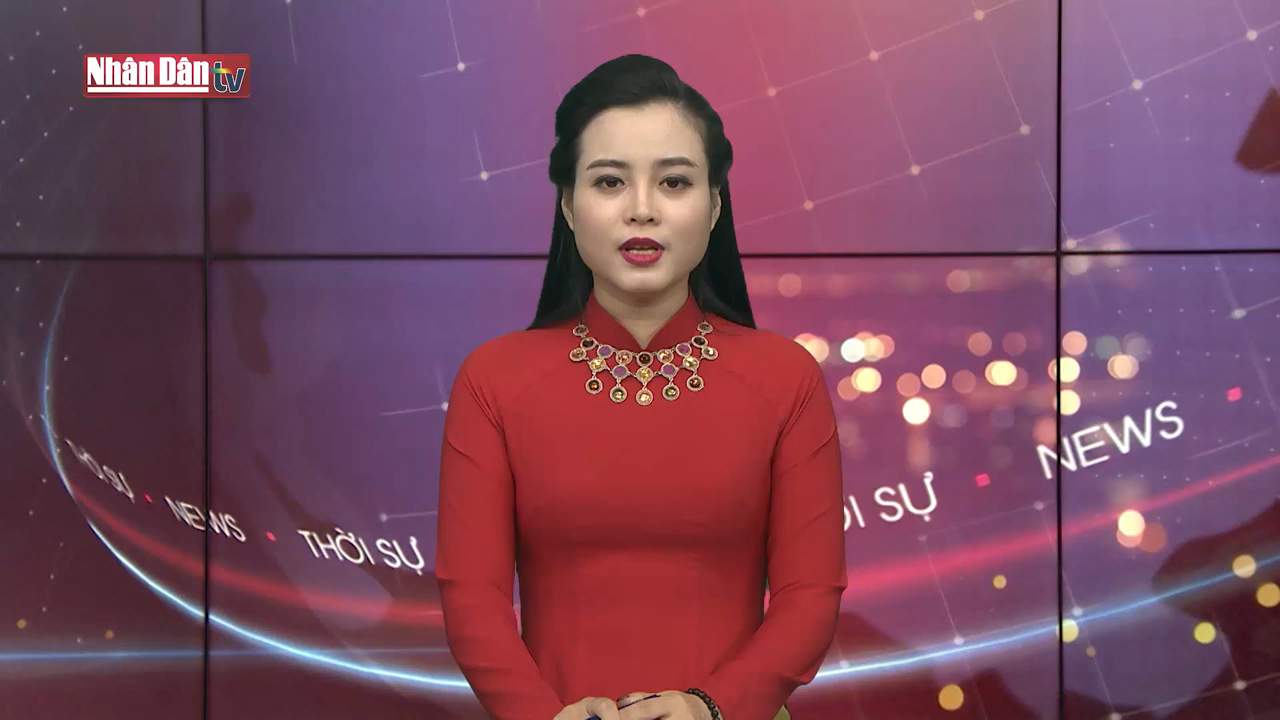 Nhân Dân tv
NEWS
THỜI SỰ
NEWS
SỰ
THỜI SỰ